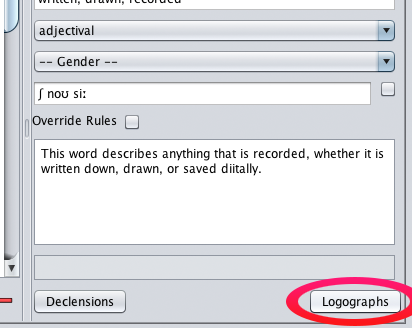 written, drawn, recorded
adjectival
-- Gender --
ʃ noʊ siː
Override Rules
This word describes anything that is recorded, whether it is
written down, drawn, or saved diitally.
Declensions
Logographs